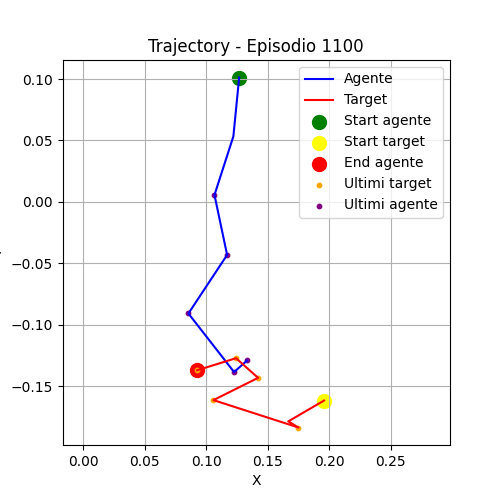 Trajectory - Episodio 1100
Agente
Target
Start agente
Start target
End agente
Ultimi target
Ultimi agente
0.10
0.05
0.00
−0.05
−0.10
−0.15
0.00 0.05 0.10 0.15 0.20 0.25
X